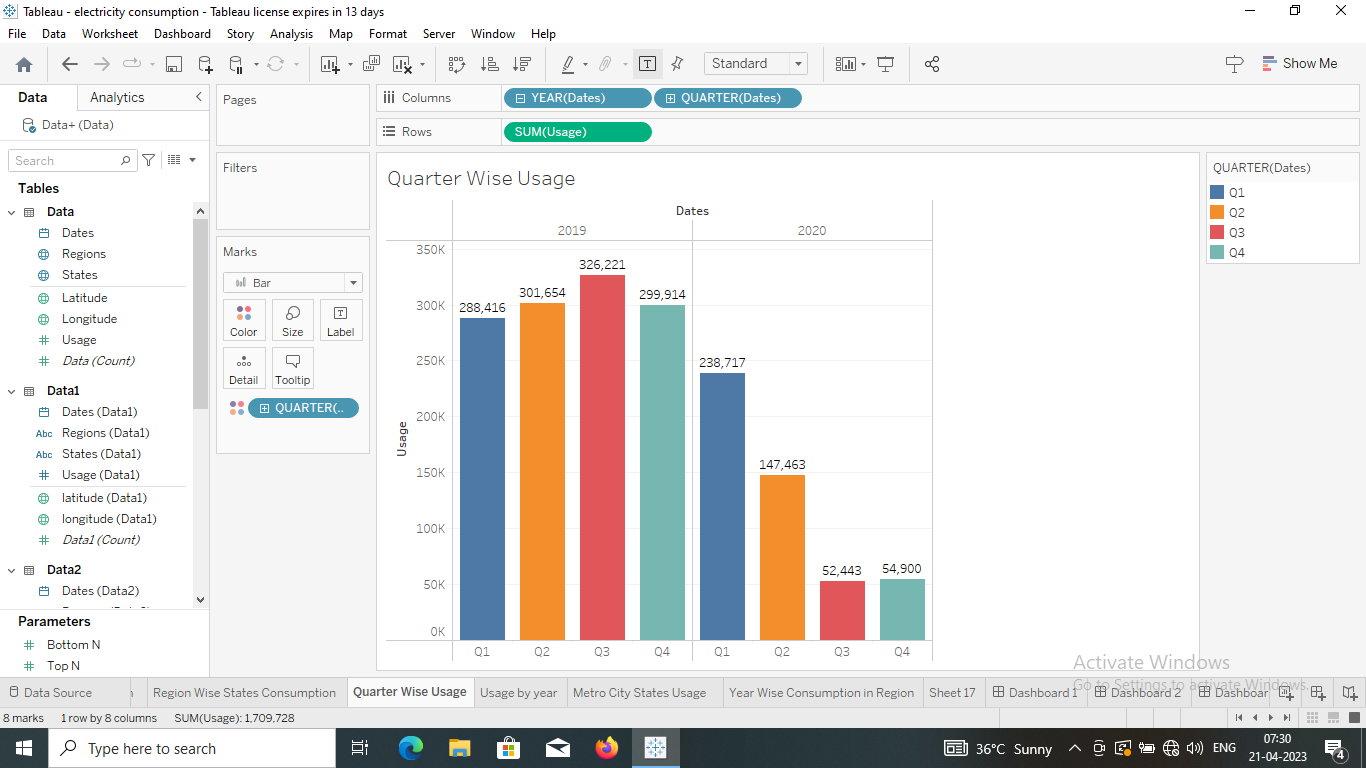 Tableau - electricity consumption - Tableau license expires in 13 days
File Data Worksheet Dashboard Story Analysis Map Format Server Window Help
Standard
Show Me
Data Analytics
Data+ (Data)
Search
Tables
Data
Dates
Regions
States
Latitude
Longitude
Usage
Data (Count)
Data1
Dates (Data1)
Regions (Data1)
States (Data1)
Usage (Data1)
latitude (Data1)
longitude (Data1)
Data1 (Count)
Data2
Dates (Data2)
Parameters
Bottom N
Top N
Pages
Filters
Marks
Bar
Color Size Label
Detail Tooltip
QUARTER(..
Columns YEAR(Dates) QUARTER(Dates)
Rows SUM(Usage)
Quarter Wise Usage
Dates
2019 2020
Usage
350K
300K
250K
200K
150K
100K
50K
0K
288,416 301,654 326,221 299,914 238,717 147,463 52,443 54,900
Q1 Q2 Q3 Q4 Q1 Q2 Q3 Q4
QUARTER(Dates)
Q1
Q2
Q3
Q4
Activate Windows
Go to Settings to activate Windows.
Data Source Region Wise States Consumption Quarter Wise Usage Usage by year Metro City States Usage Year Wise Consumption in Region Sheet 17 Dashboard 1 Dashboard 2 Dashboar
8 marks 1 row by 8 columns SUM(Usage): 1,709,728
Type here to search
36°C Sunny
ENG
07:30
21-04-2023
4